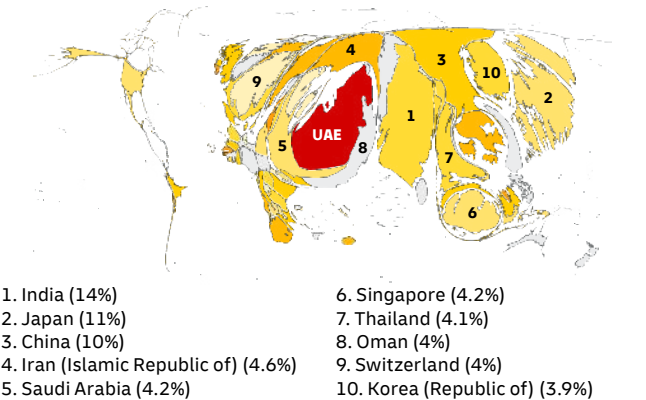 4
3
9
10
2
1
UAE
5
8
7
6
1. India (14%)
2. Japan (11%)
3. China (10%)
4. Iran (Islamic Republic of) (4.6%)
5. Saudi Arabia (4.2%)
6. Singapore (4.2%)
7. Thailand (4.1%)
8. Oman (4%)
9. Switzerland (4%)
10. Korea (Republic of) (3.9%)